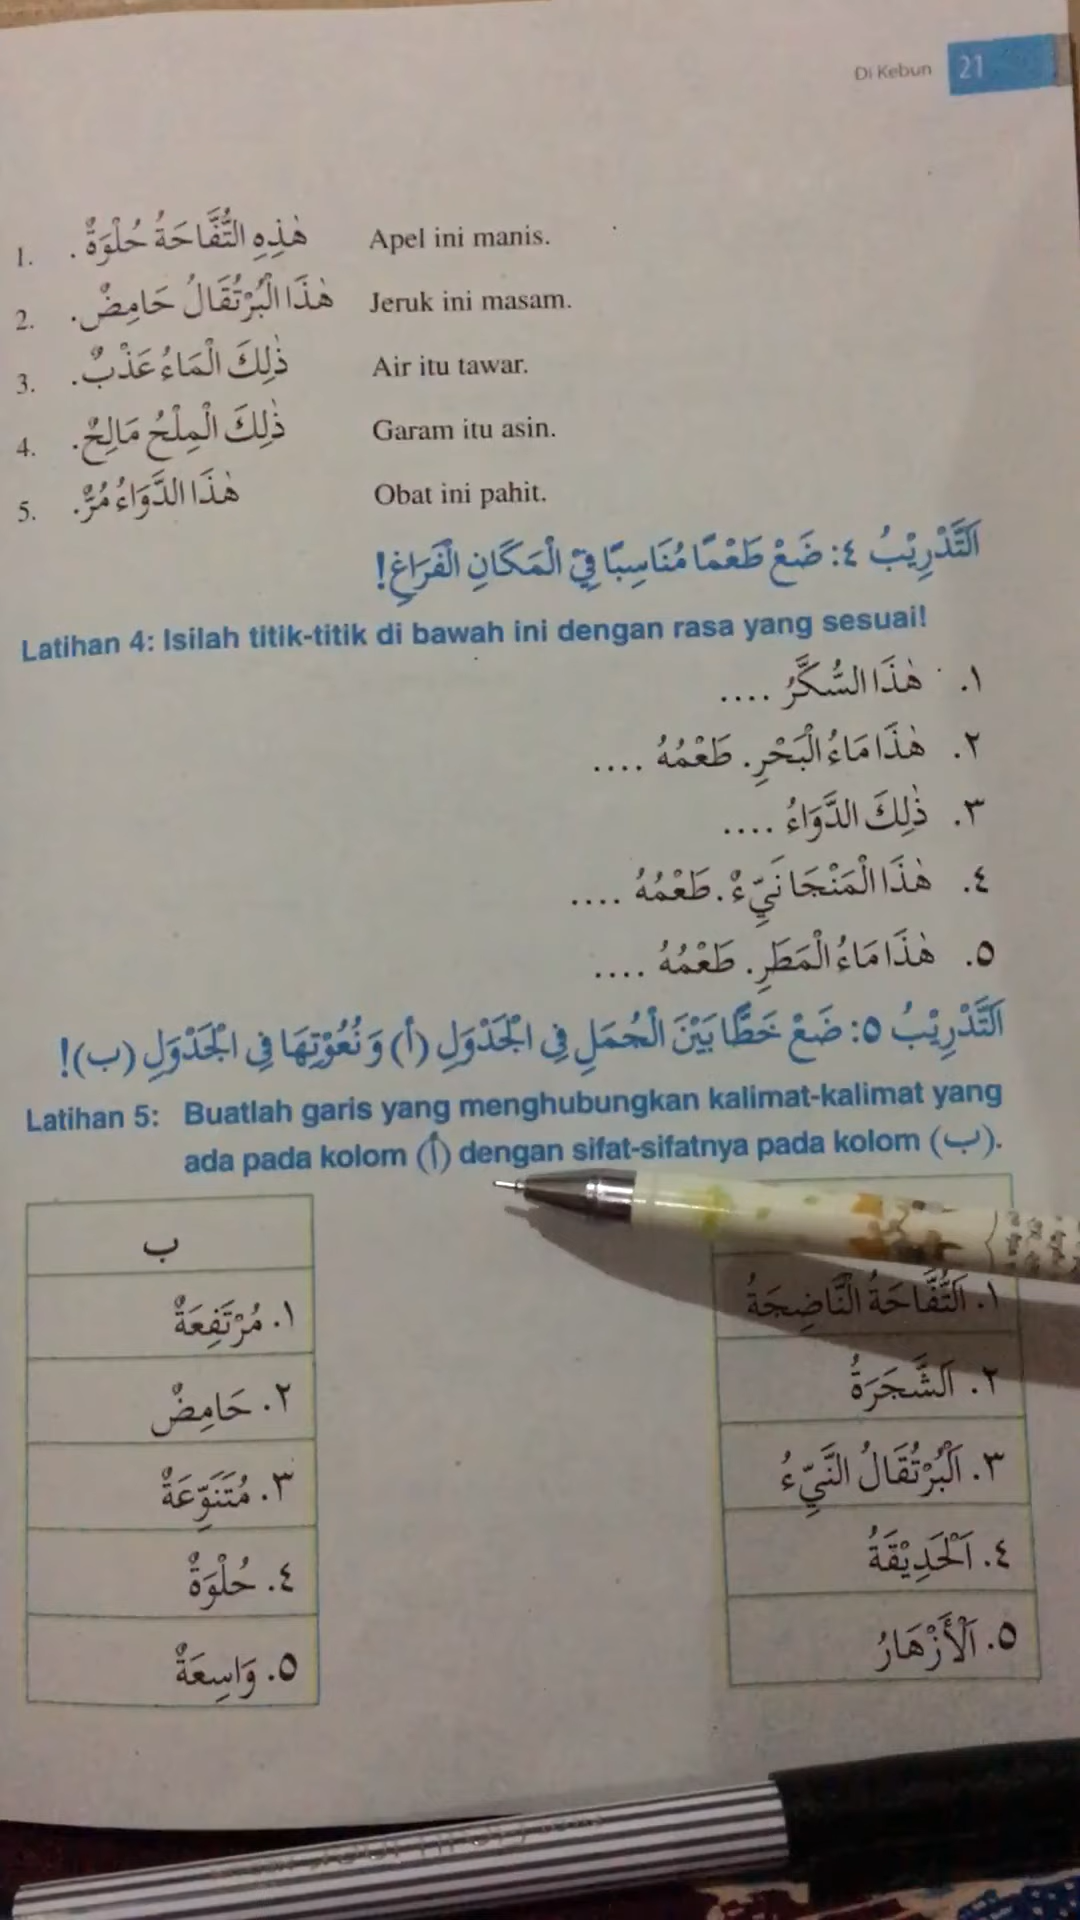 Di Kebun 21
1. هٰذِهِ التُّفَّاحَةُ حُلْوَةٌ . Apel ini manis.
2. هٰذَا الْبُرْتُقَالُ حَامِضٌ. Jeruk ini masam.
3. ذٰلِكَ الْمَاءُ عَذْبٌ. Air itu tawar.
4. ذٰلِكَ الْمِلْحُ مَالِحٌ. Garam itu asin.
5. هٰذَا الدَّوَاءُ مُرٌّ. Obat ini pahit.
اَلتَّدْرِيْبُ ٤: ضَعْ طَعْمًا مُنَاسِبًا فِيْ الْمَكَانِ الْفَرَاغِ!
Latihan 4: Isilah titik-titik di bawah ini dengan rasa yang sesuai!
١. هٰذَا السُّكَّرُ ....
٢. هٰذَا مَاءُ الْبَحْرِ. طَعْمُهُ ....
٣. ذٰلِكَ الدَّوَاءُ ....
٤. هٰذَا الْمَنْجَا نَيِّءٌ. طَعْمُهُ ....
٥. هٰذَا مَاءُ الْمَطَرِ. طَعْمُهُ ....
اَلتَّدْرِيْبُ ٥: ضَعْ خَطًّا بَيْنَ الْجُمَلِ فِي الْجَدْوَلِ (أ) وَ نُعُوْتِهَا فِي الْجَدْوَلِ (ب)!
Latihan 5: Buatlah garis yang menghubungkan kalimat-kalimat yang
ada pada kolom (أ) dengan sifat-sifatnya pada kolom (ب).
١. اَلتُّفَّاحَةُ النَّاضِجَةُ
٢. اَلشَّجَرَةُ
٣. اَلْبُرْتُقَالُ النَّيِّءُ
٤. اَلْحَدِيْقَةُ
٥. اَلْأَزْهَارُ
ب
١. مُرْتَفِعَةٌ
٢. حَامِضٌ
٣. مُتَنَوِّعَةٌ
٤. حُلْوَةٌ
٥. وَاسِعَةٌ